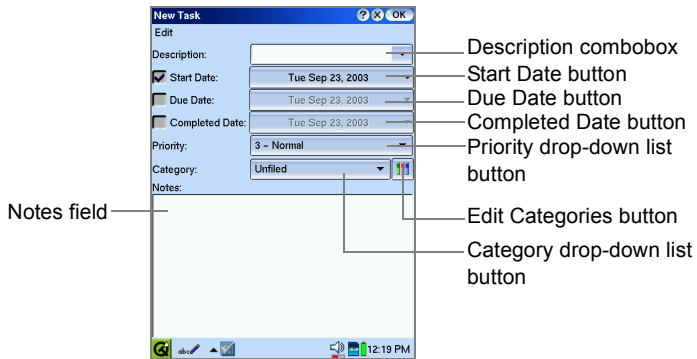 New Task ? X OK
Edit
Description:
Description combobox
Start Date: Tue Sep 23, 2003
Start Date button
Due Date: Tue Sep 23, 2003
Due Date button
Completed Date: Tue Sep 23, 2003
Completed Date button
Priority: 3 – Normal
Priority drop-down list
button
Category: Unfiled
Edit Categories button
Category drop-down list
button
Notes:
Notes field
abc 12:19 PM